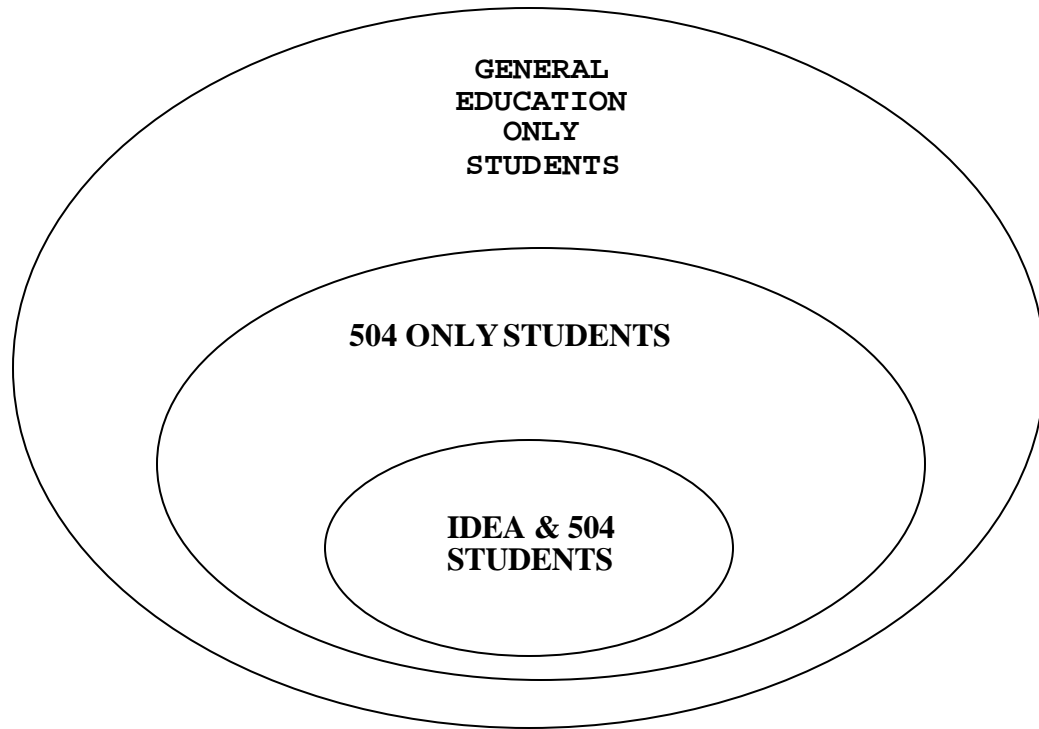 GENERAL
EDUCATION
ONLY
STUDENTS
504 ONLY STUDENTS
IDEA & 504
STUDENTS